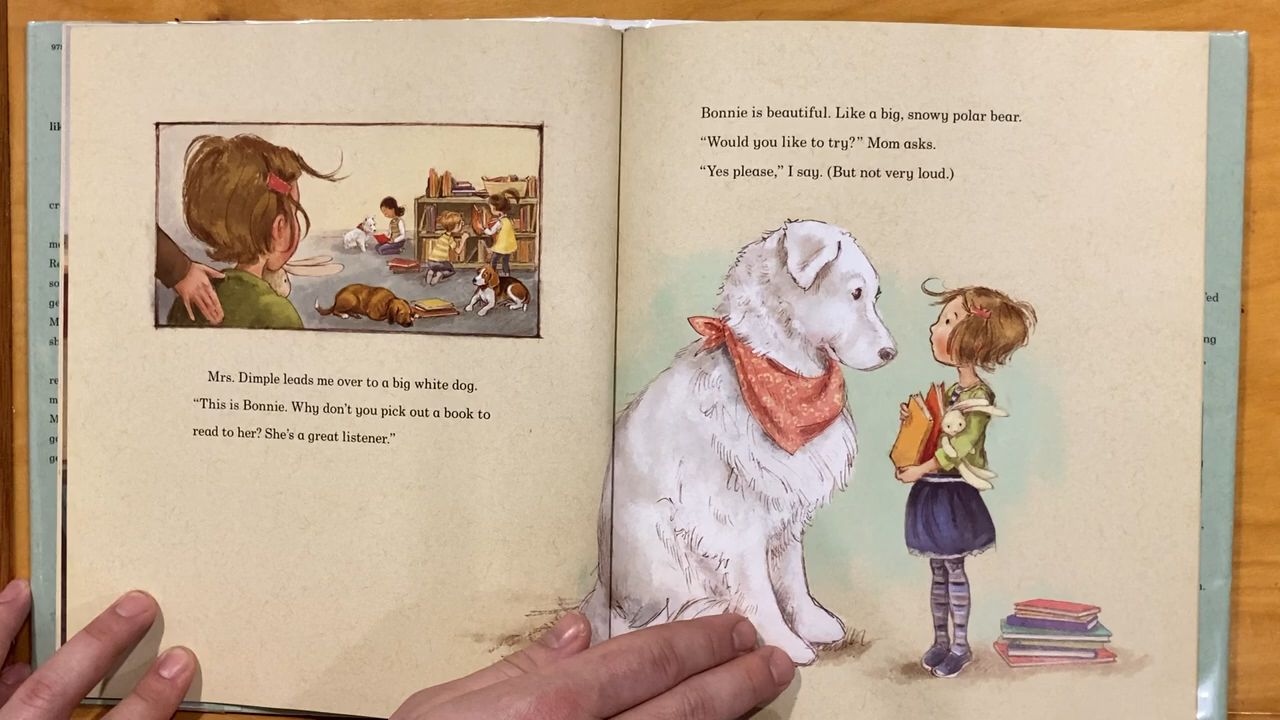 Mrs. Dimple leads me over to a big white dog.
“This is Bonnie. Why don’t you pick out a book to
read to her? She’s a great listener.”
Bonnie is beautiful. Like a big, snowy polar bear.
“Would you like to try?” Mom asks.
“Yes please,” I say. (But not very loud.)